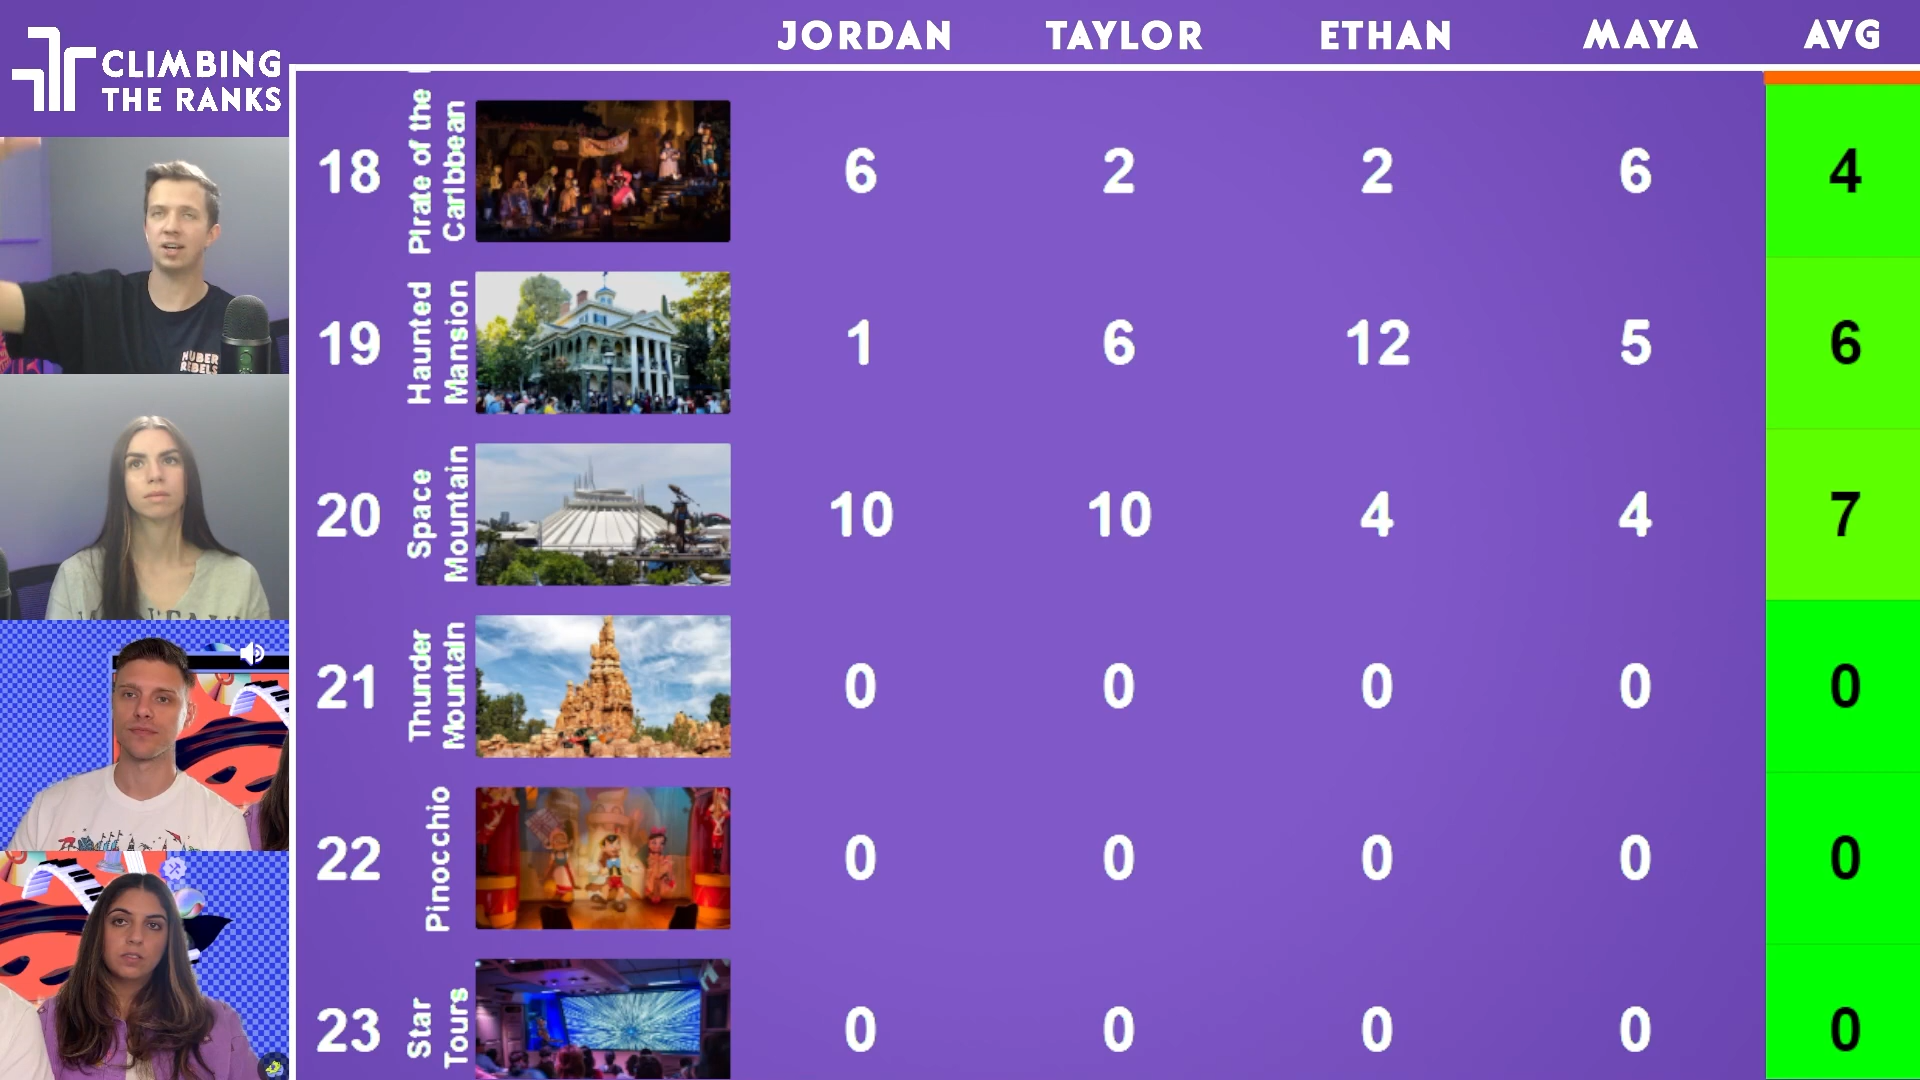 CLIMBING
THE RANKS
JORDAN TAYLOR ETHAN MAYA AVG
18 Pirate of the Caribbean 6 2 2 6 4
19 Haunted Mansion 1 6 12 5 6
20 Space Mountain 10 10 4 4 7
21 Thunder Mountain 0 0 0 0 0
22 Pinocchio 0 0 0 0 0
23 Star Tours 0 0 0 0 0
HUBER
REBELS